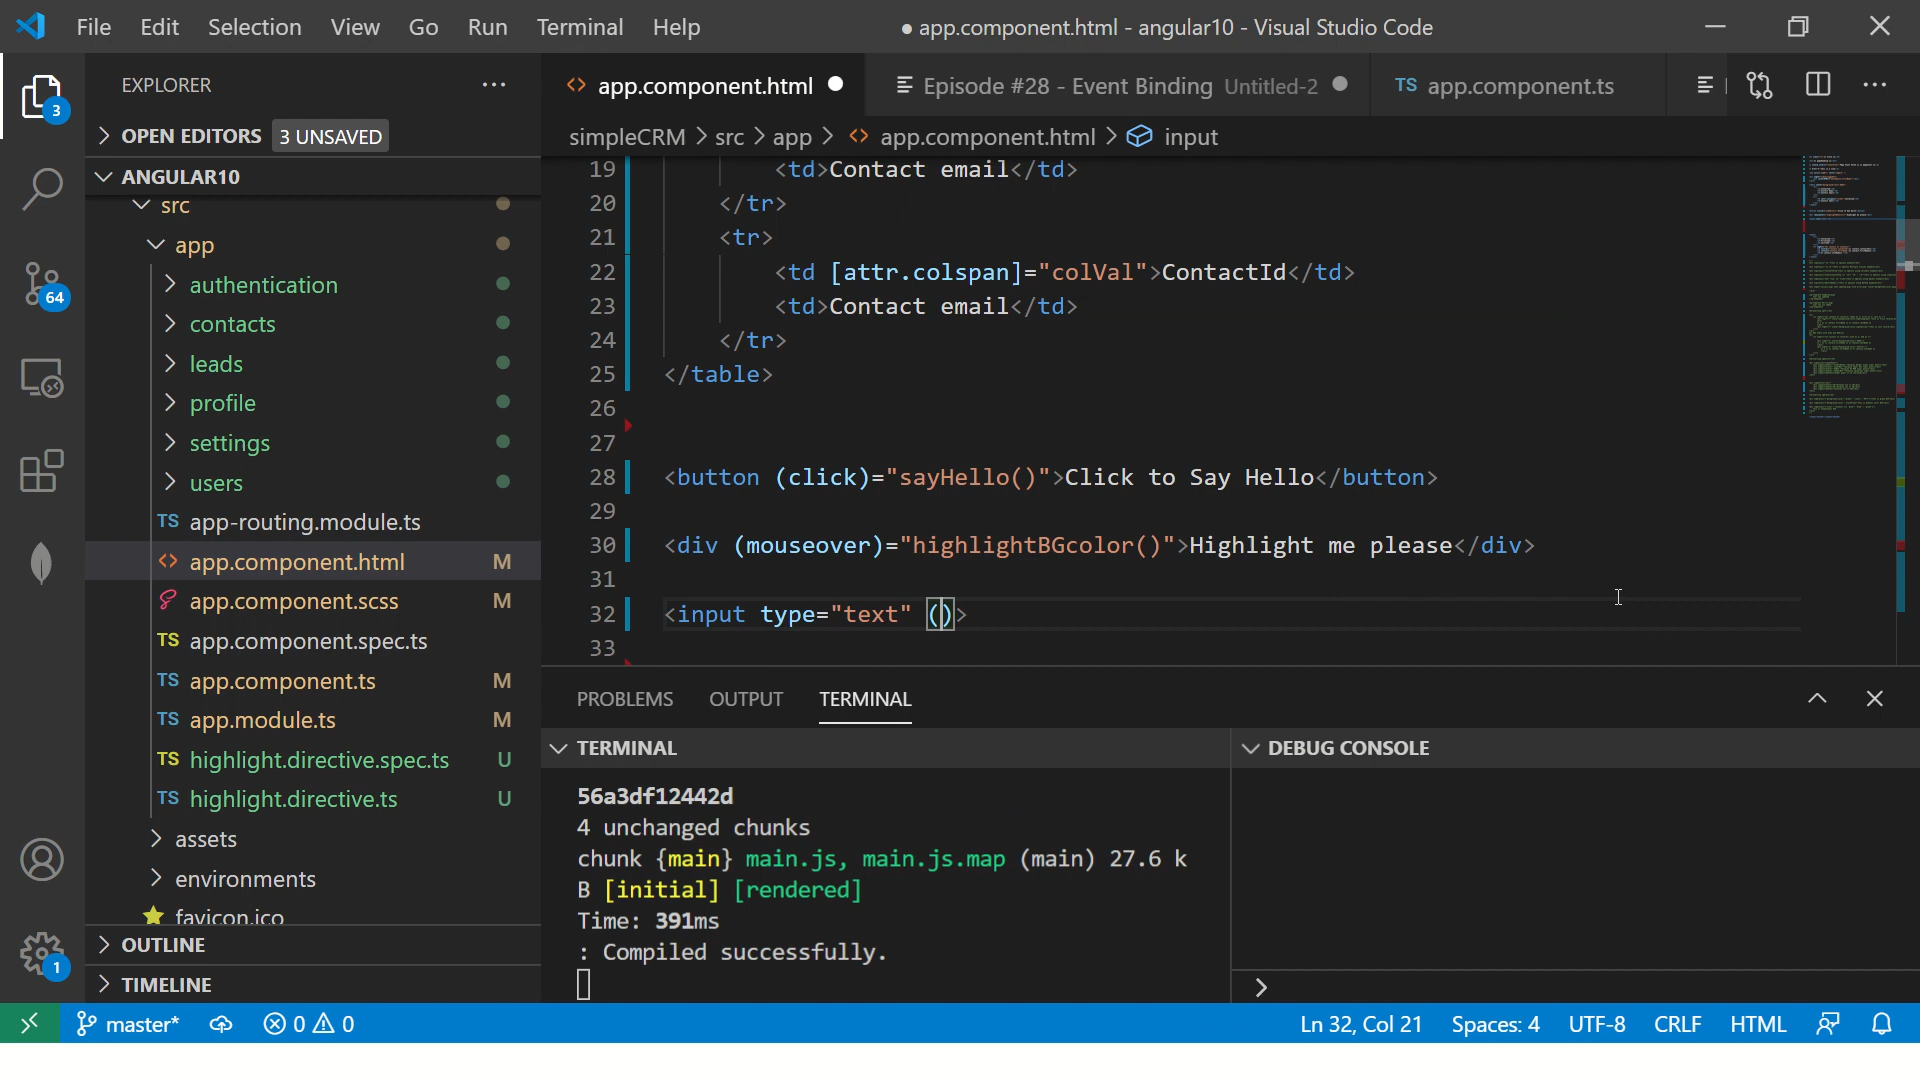 File Edit Selection View Go Run Terminal Help
● app.component.html - angular10 - Visual Studio Code
EXPLORER
3
OPEN EDITORS 3 UNSAVED
ANGULAR10
src
app
authentication
contacts
leads
profile
settings
users
TS app-routing.module.ts
<> app.component.html M
app.component.scss M
TS app.component.spec.ts
TS app.component.ts M
TS app.module.ts M
TS highlight.directive.spec.ts U
TS highlight.directive.ts U
assets
environments
favicon.ico
OUTLINE
TIMELINE
64
1
<> app.component.html ●
Episode #28 - Event Binding Untitled-2 ●
TS app.component.ts
simpleCRM > src > app > <> app.component.html > input
19 <td>Contact email</td>
20 </tr>
21 <tr>
22 <td [attr.colspan]="colVal">ContactId</td>
23 <td>Contact email</td>
24 </tr>
25 </table>
26
27
28 <button (click)="sayHello()">Click to Say Hello</button>
29
30 <div (mouseover)="highlightBGcolor()">Highlight me please</div>
31
32 <input type="text" ()>
33
PROBLEMS OUTPUT TERMINAL
TERMINAL
56a3df12442d
4 unchanged chunks
chunk {main} main.js, main.js.map (main) 27.6 k
B [initial] [rendered]
Time: 391ms
: Compiled successfully.
DEBUG CONSOLE
>
master* 0 0
Ln 32, Col 21 Spaces: 4 UTF-8 CRLF HTML